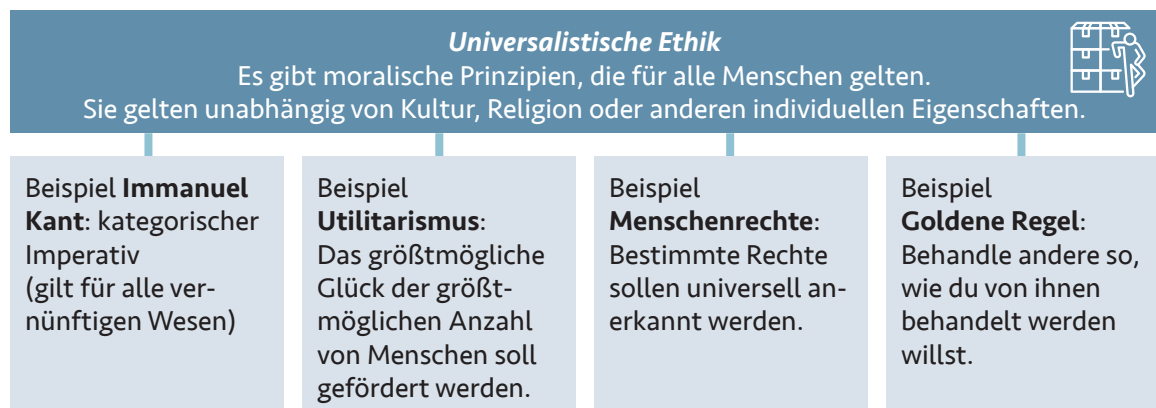 Universalistische Ethik
Es gibt moralische Prinzipien, die für alle Menschen gelten.
Sie gelten unabhängig von Kultur, Religion oder anderen individuellen Eigenschaften.
Beispiel Immanuel
Kant: kategorischer
Imperativ
(gilt für alle ver-
nünftigen Wesen)
Beispiel
Utilitarismus:
Das größtmögliche
Glück der größt-
möglichen Anzahl
von Menschen soll
gefördert werden.
Beispiel
Menschenrechte:
Bestimmte Rechte
sollen universell an-
erkannt werden.
Beispiel
Goldene Regel:
Behandle andere so,
wie du von ihnen
behandelt werden
willst.